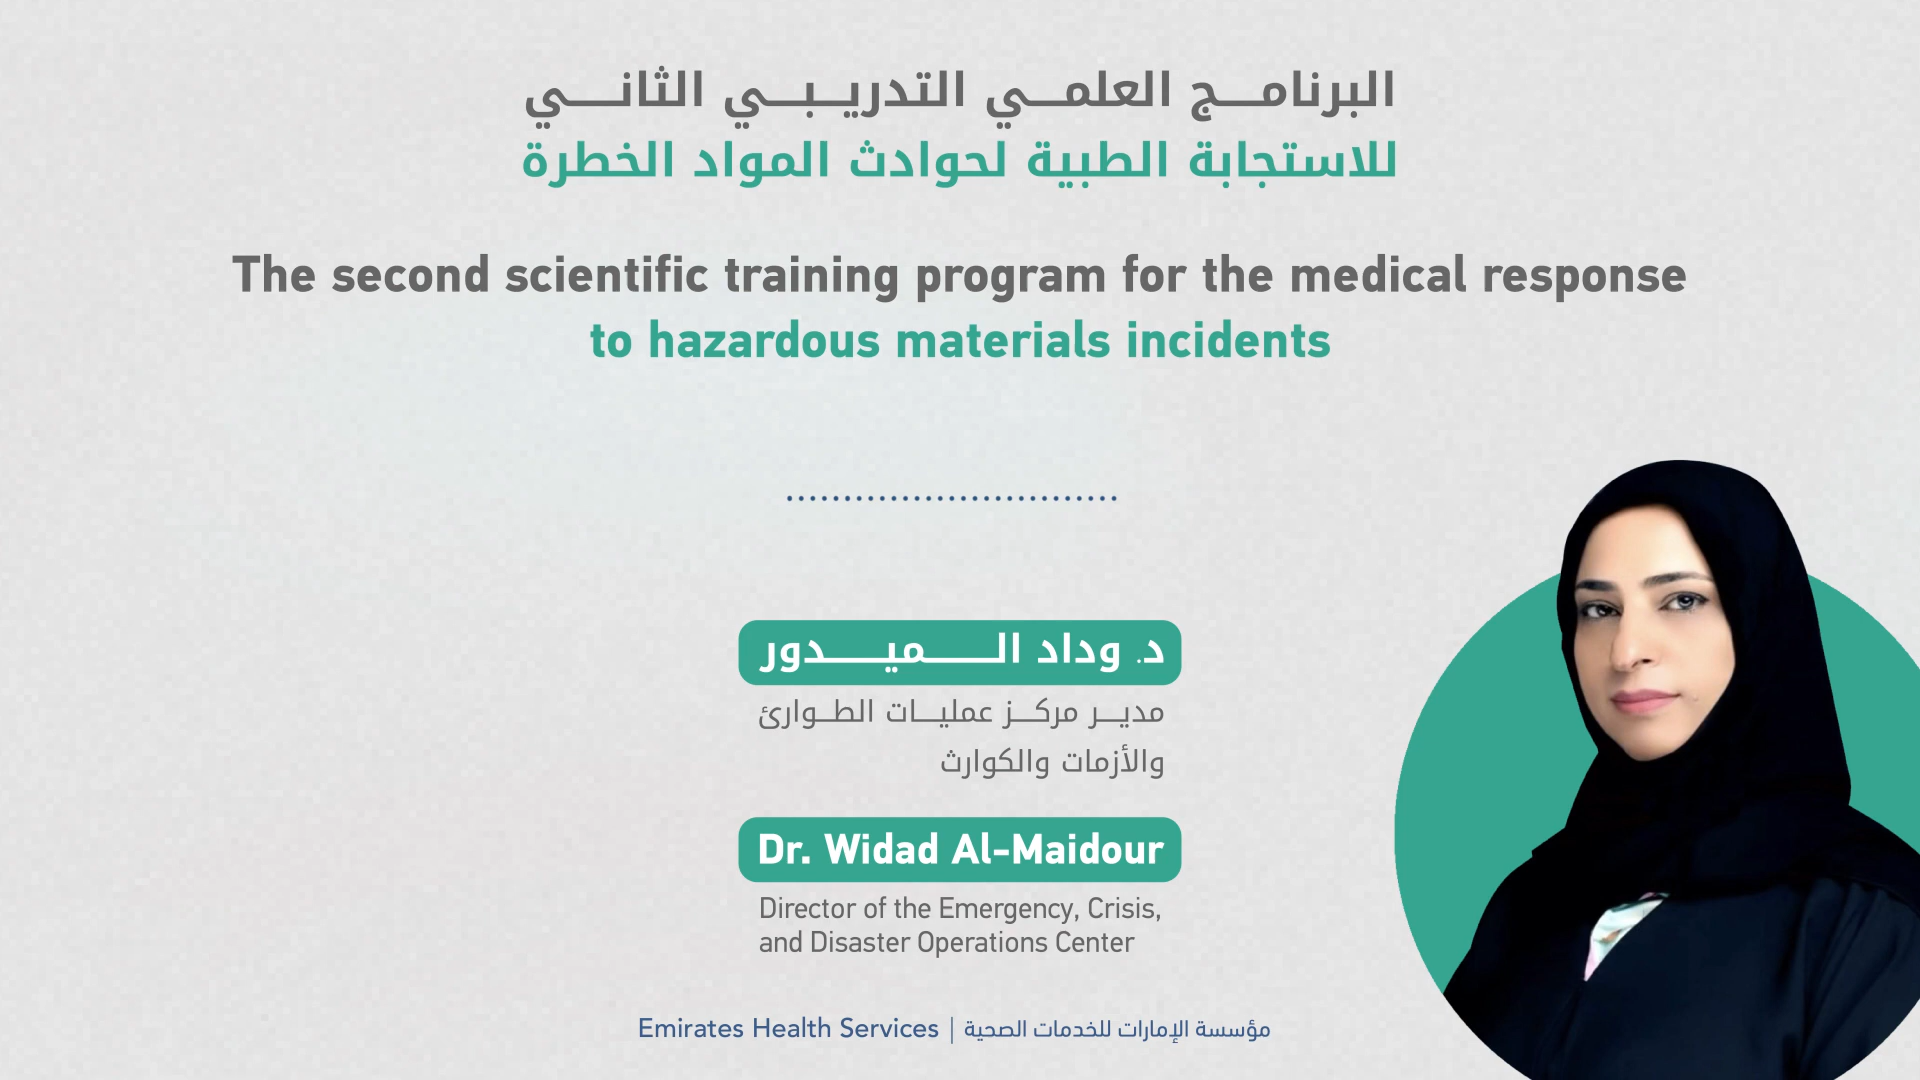 البرنامـــج العلمـــي التدريـــبـــي الثانـــي
للاستجابة الطبية لحوادث المواد الخطرة
The second scientific training program for the medical response
to hazardous materials incidents
د. وداد الـــــميـــــدور
مديـــر مركـــز عمليـــات الطـــوارئ
والأزمات والكوارث
Dr. Widad Al-Maidour
Director of the Emergency, Crisis,
and Disaster Operations Center
Emirates Health Services | مؤسسة الإمارات للخدمات الصحية